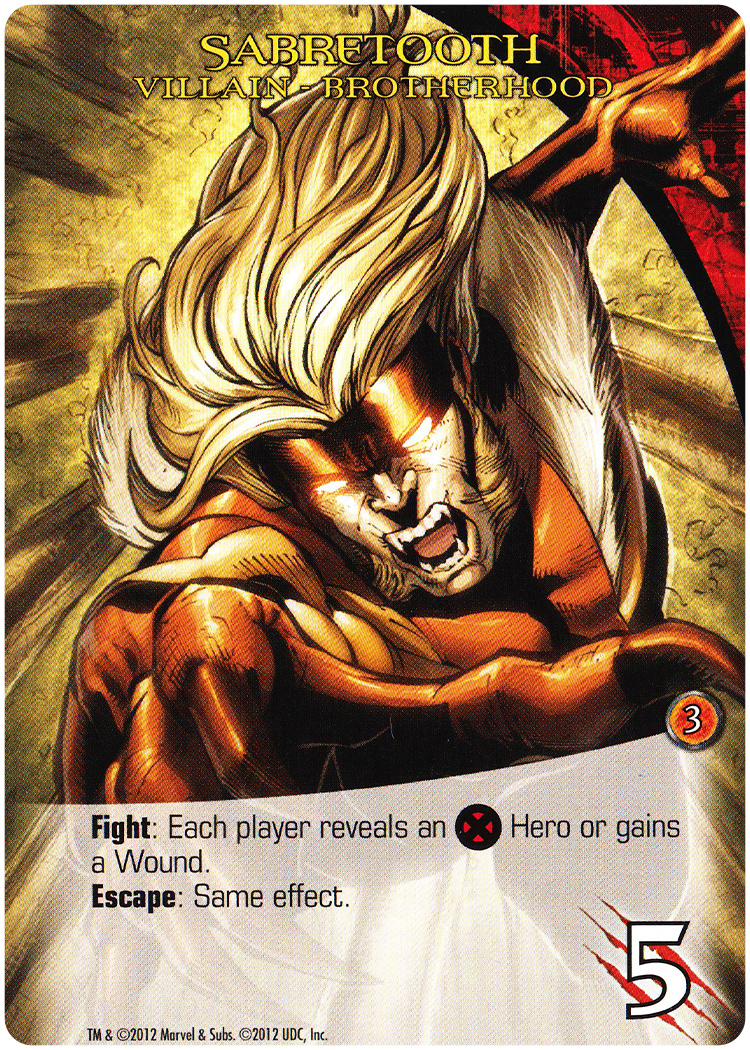 SABRETOOTH
VILLAIN - BROTHERHOOD
3
Fight: Each player reveals an Hero or gains
a Wound.
Escape: Same effect.
5
TM & ©2012 Marvel & Subs. ©2012 UDC, Inc.